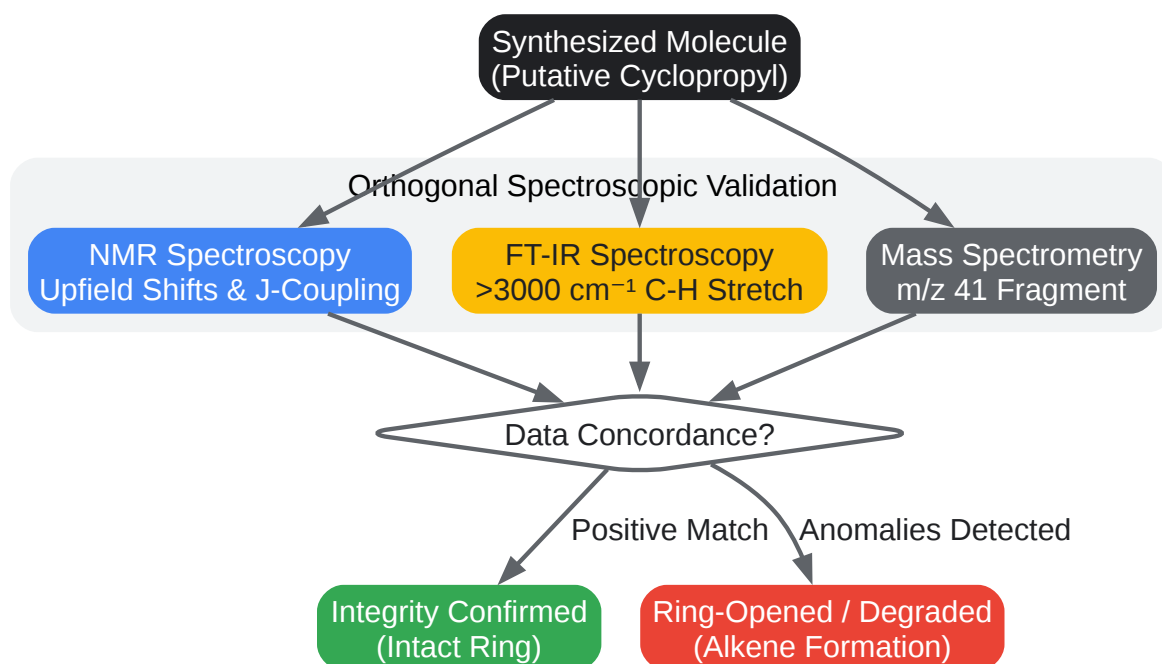 Synthesized Molecule
(Putative Cyclopropyl)
Orthogonal Spectroscopic Validation
NMR Spectroscopy
Upfield Shifts & J-Coupling
FT-IR Spectroscopy
>3000 cm⁻¹ C-H Stretch
Mass Spectrometry
m/z 41 Fragment
Data Concordance?
Positive Match
Anomalies Detected
Integrity Confirmed
(Intact Ring)
Ring-Opened / Degraded
(Alkene Formation)